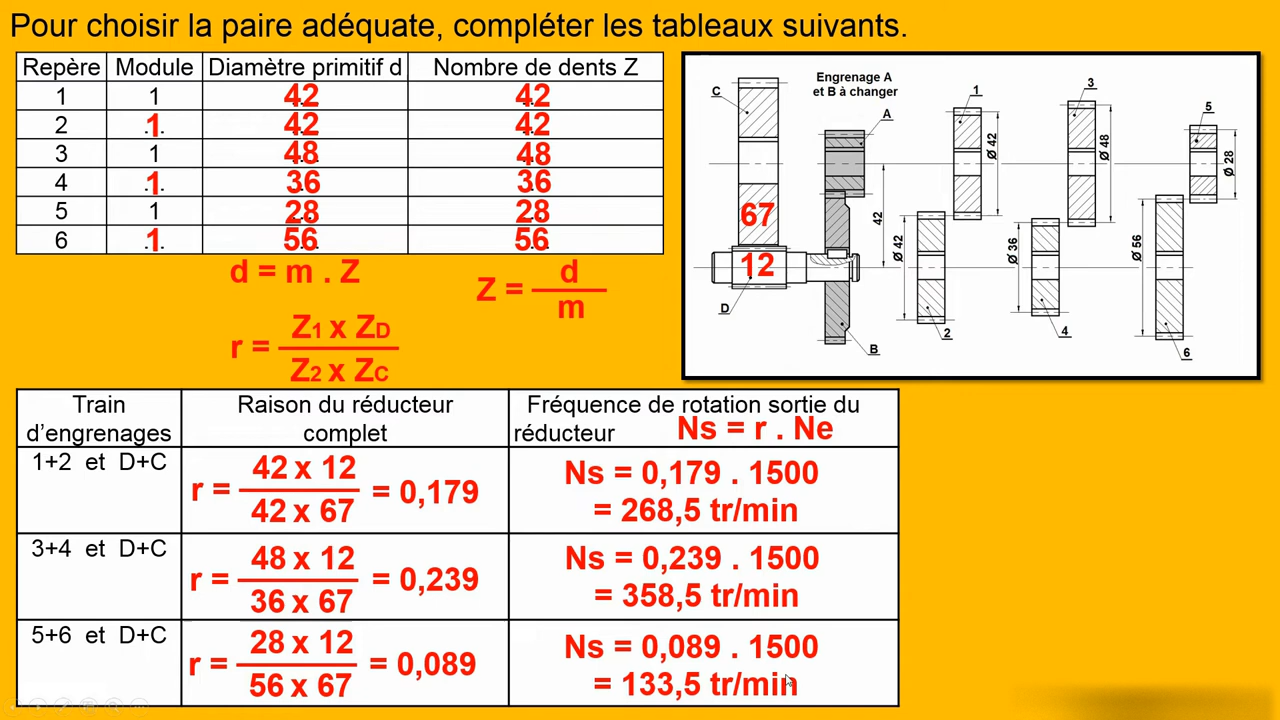 Pour choisir la paire adéquate, compléter les tableaux suivants.
Repère Module Diamètre primitif d Nombre de dents Z
1 1 42 42
2 1 42 42
3 1 48 48
4 1 36 36
5 1 28 28
6 1 56 56
d = m . Z
Z = d / m
r = Z1 x ZD / Z2 x ZC
Engrenage A
et B à changer
C
A
67
12
D
B
42
1
Ø 42
Ø 42
2
3
Ø 48
Ø 36
4
5
Ø 28
Ø 56
6
Train d’engrenages
Raison du réducteur complet
Fréquence de rotation sortie du réducteur Ns = r . Ne
1+2 et D+C
r = 42 x 12 / 42 x 67 = 0,179
Ns = 0,179 . 1500
= 268,5 tr/min
3+4 et D+C
r = 48 x 12 / 36 x 67 = 0,239
Ns = 0,239 . 1500
= 358,5 tr/min
5+6 et D+C
r = 28 x 12 / 56 x 67 = 0,089
Ns = 0,089 . 1500
= 133,5 tr/min